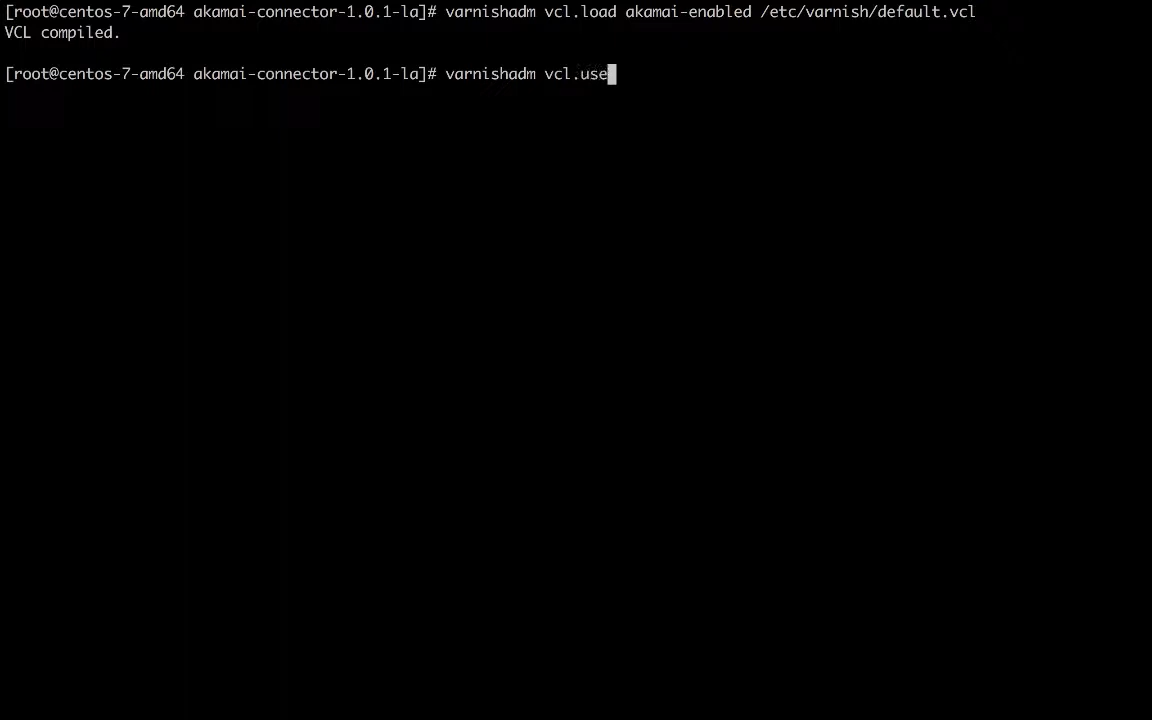 [root@centos-7-amd64 akamai-connector-1.0.1-la]# varnishadm vcl.load akamai-enabled /etc/varnish/default.vcl
VCL compiled.
[root@centos-7-amd64 akamai-connector-1.0.1-la]# varnishadm vcl.use